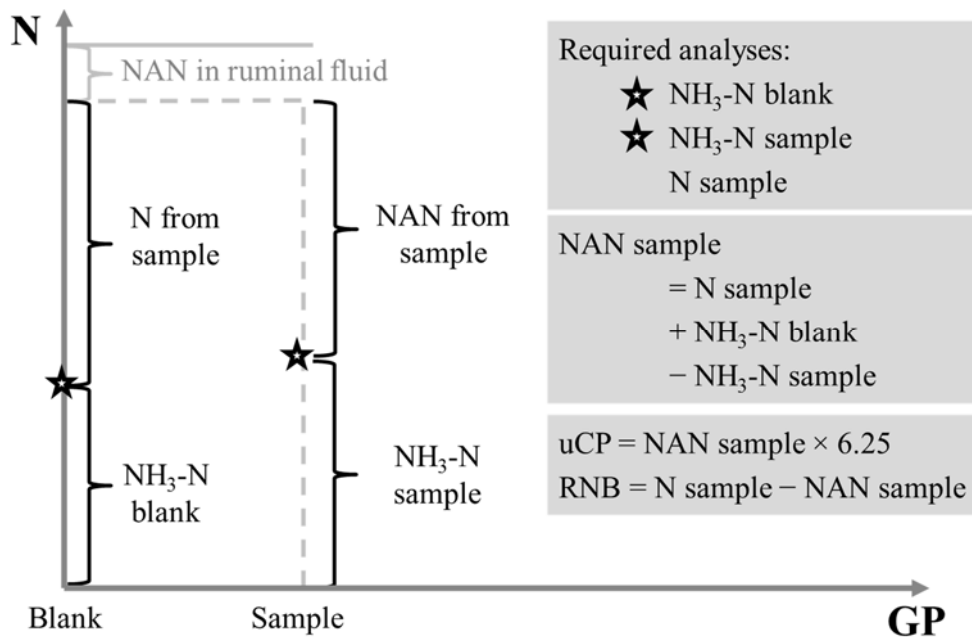 N
NAN in ruminal fluid
N from
sample
NAN from
sample
NH₃-N
blank
NH₃-N
sample
Blank
Sample
GP
Required analyses:
NH₃-N blank
NH₃-N sample
N sample
NAN sample
= N sample
+ NH₃-N blank
− NH₃-N sample
uCP = NAN sample × 6.25
RNB = N sample − NAN sample